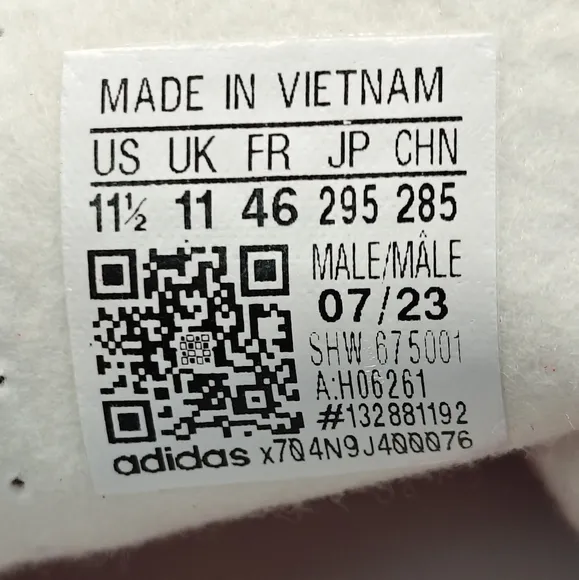 MADE IN VIETNAM
US UK FR JP CHN
11½ 11 46 295 285
MALE/MÂLE
07/23
SHW 675001
A:H06261
#132881192
adidas X704N9J400076